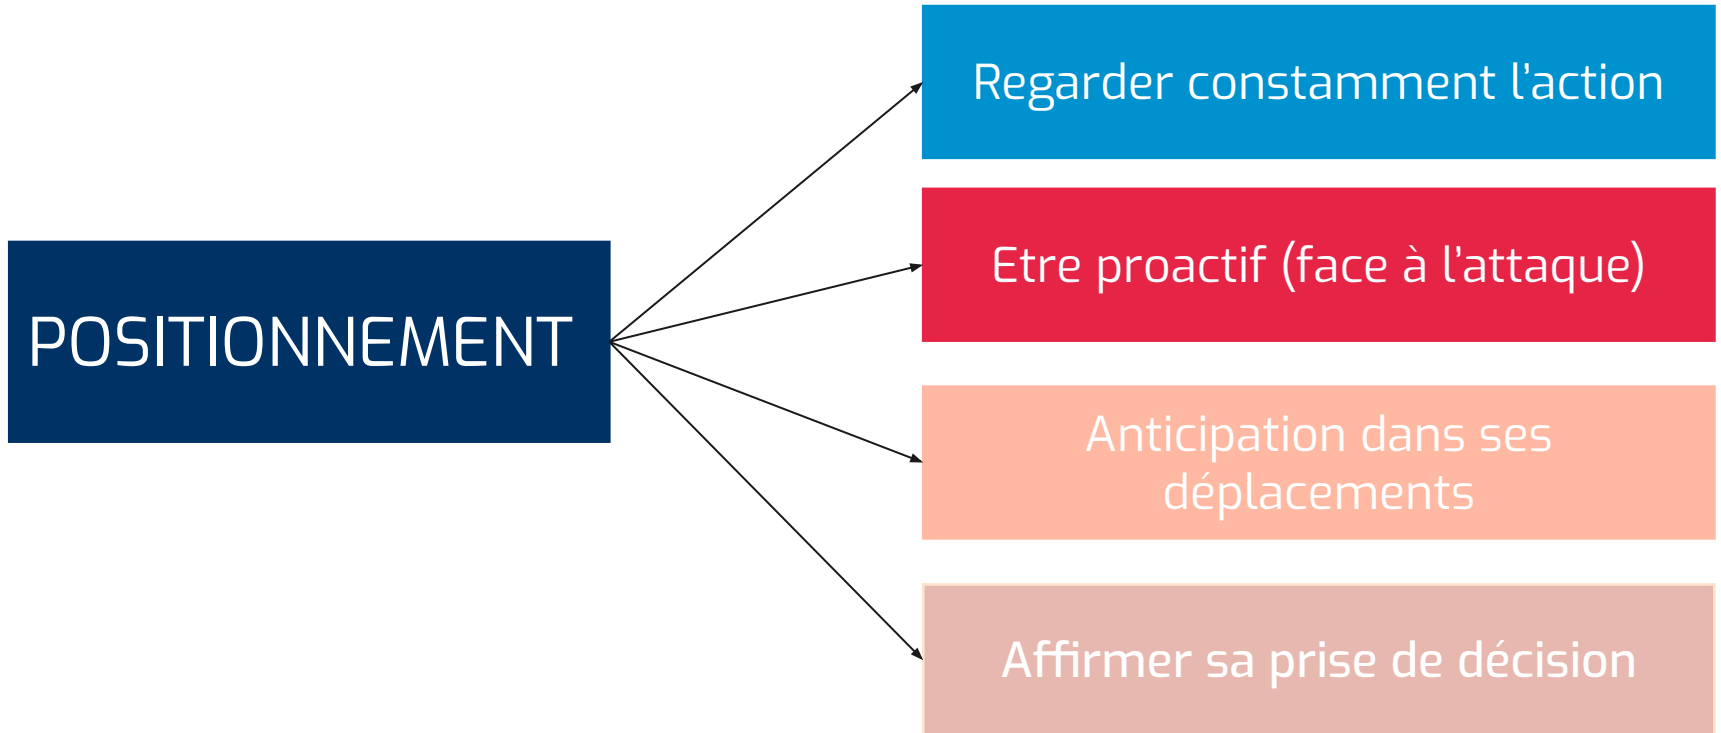 POSITIONNEMENT
Regarder constamment l’action
Etre proactif (face à l’attaque)
Anticipation dans ses
déplacements
Affirmer sa prise de décision